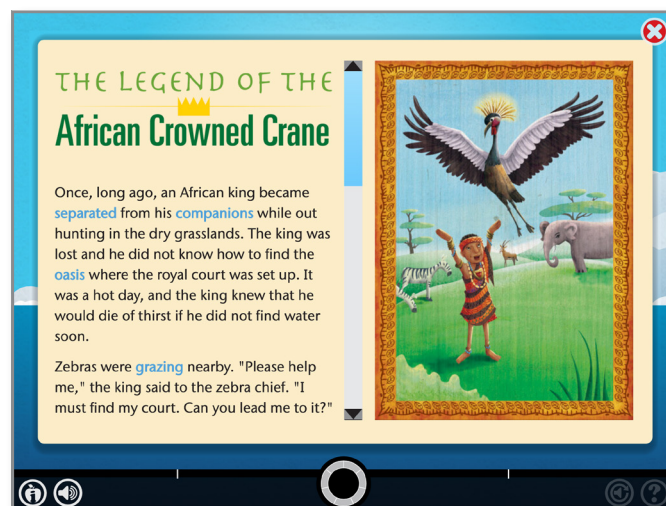 THE LEGEND OF THE
African Crowned Crane
Once, long ago, an African king became
separated from his companions while out
hunting in the dry grasslands. The king was
lost and he did not know how to find the
oasis where the royal court was set up. It
was a hot day, and the king knew that he
would die of thirst if he did not find water
soon.
Zebras were grazing nearby. "Please help
me," the king said to the zebra chief. "I
must find my court. Can you lead me to it?"